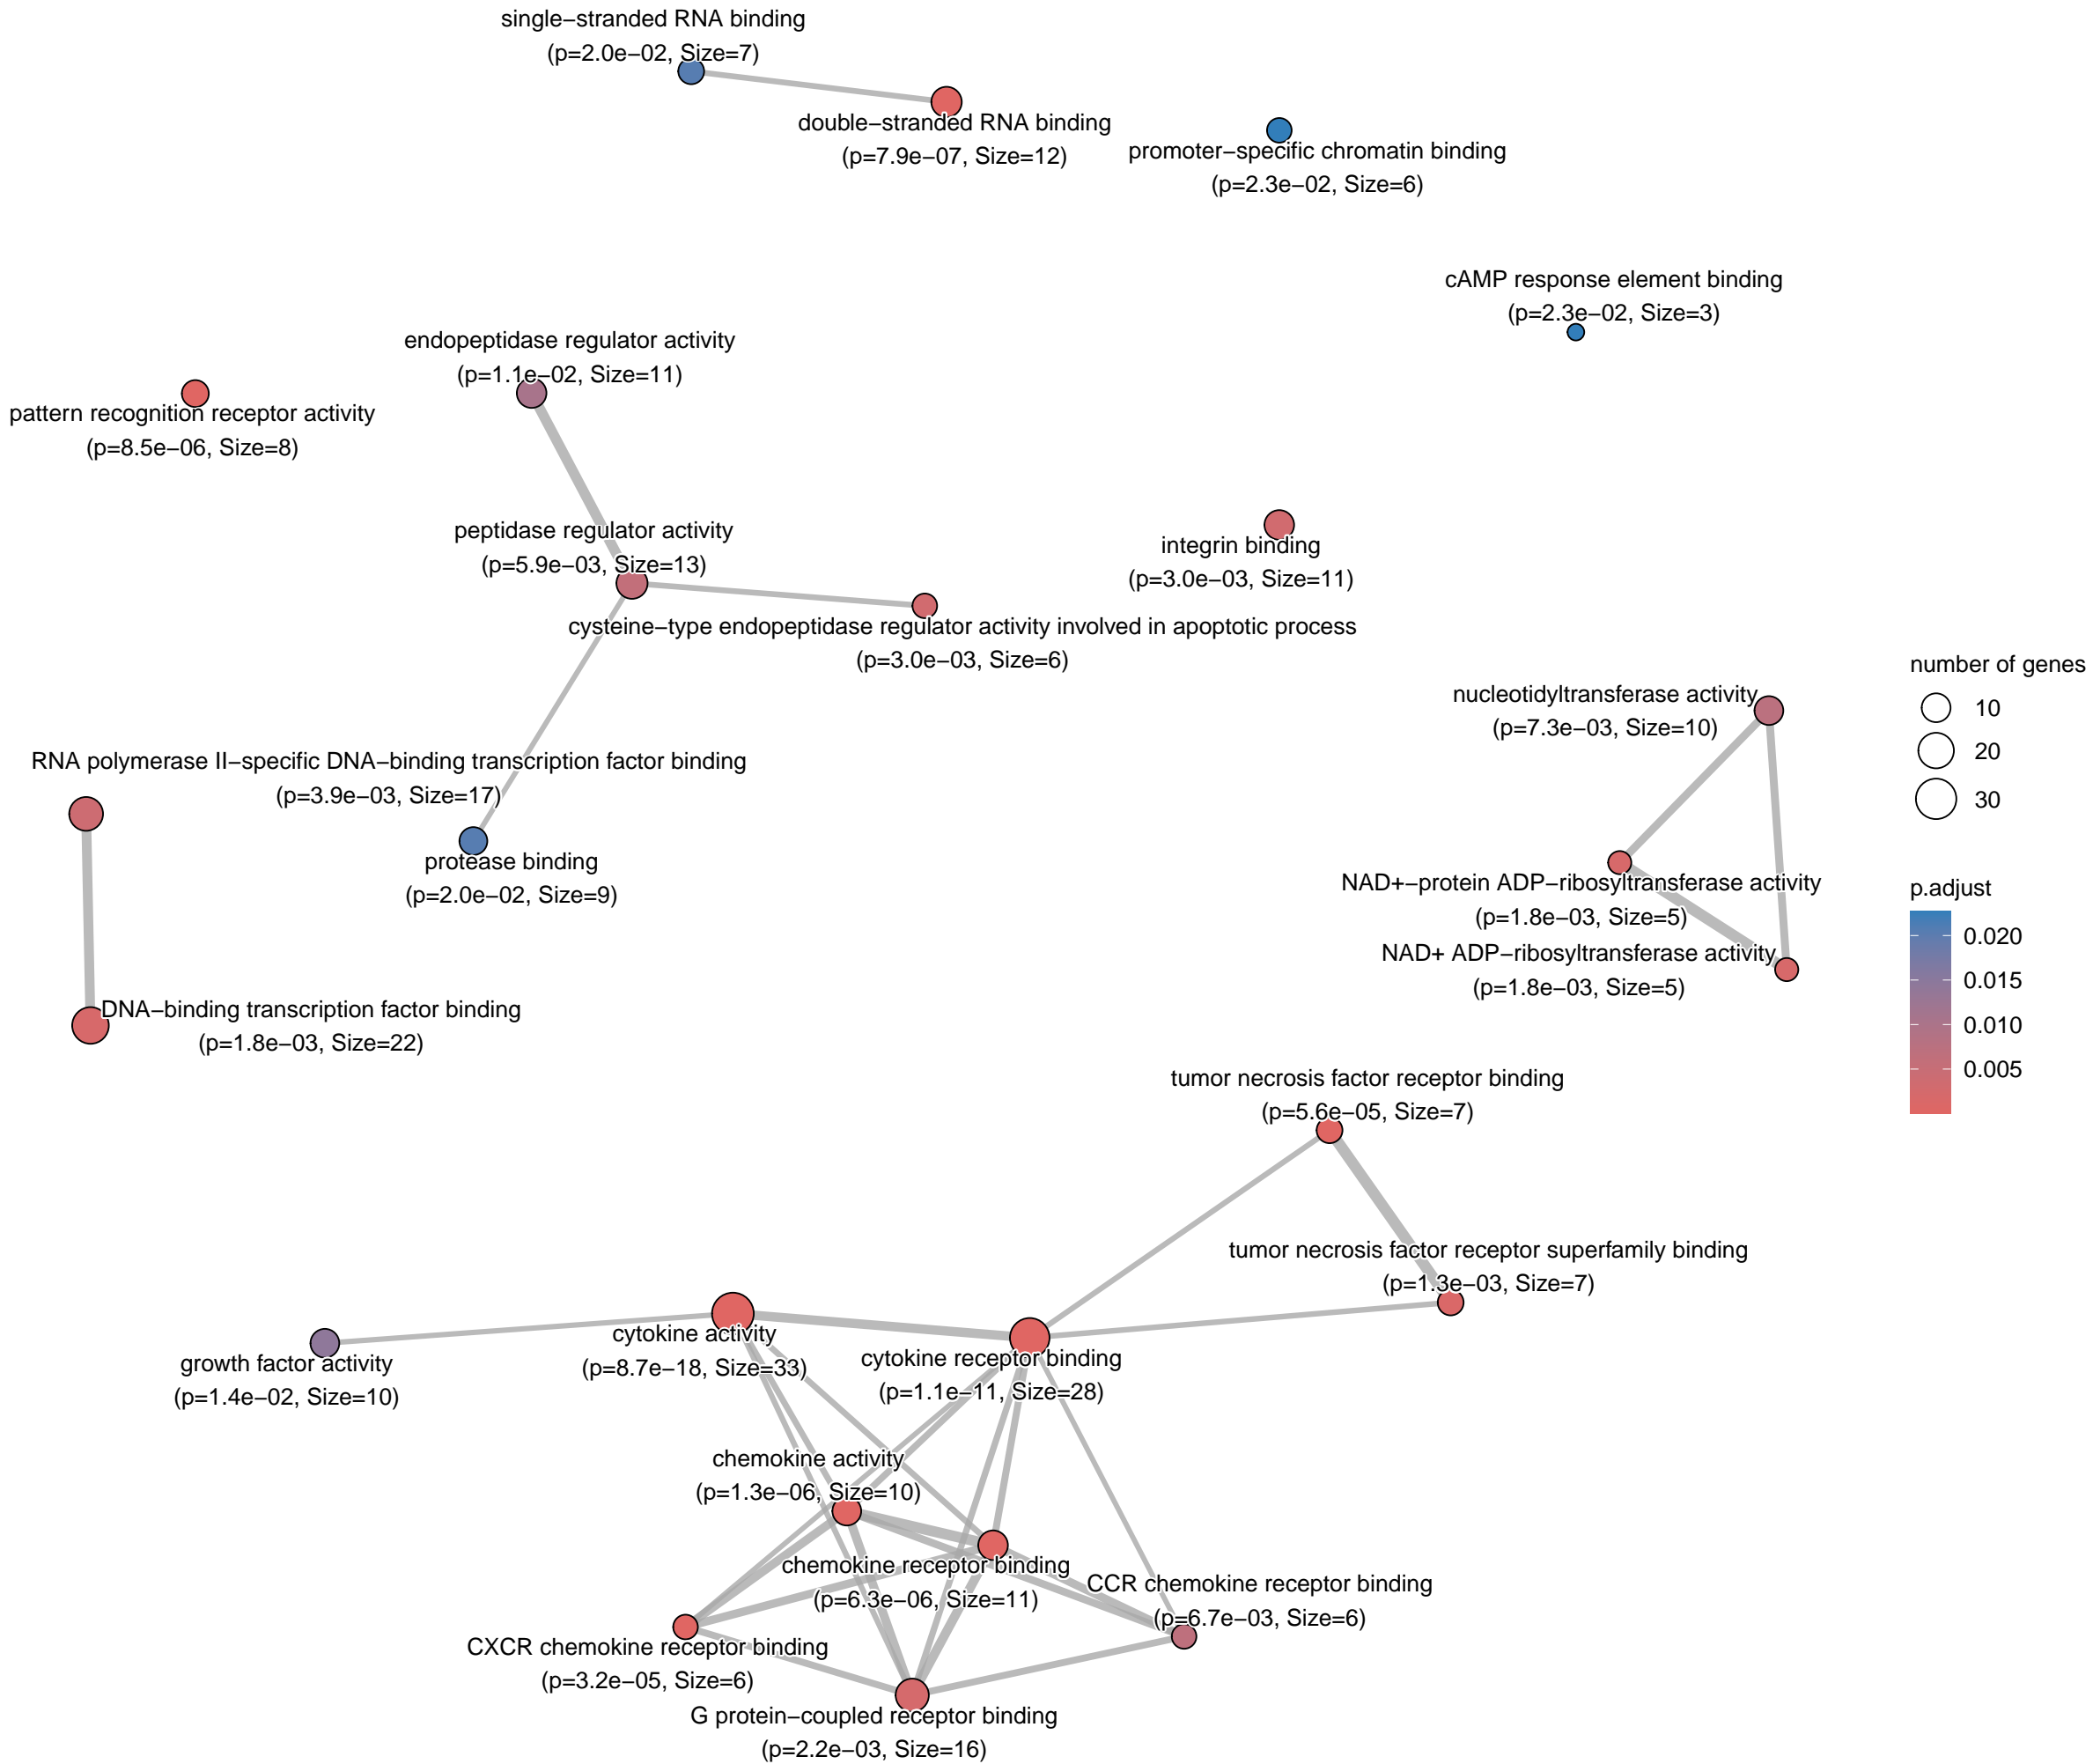 single−stranded RNA binding
(p=2.0e−02, Size=7)
double−stranded RNA binding
(p=7.9e−07, Size=12)
promoter−specific chromatin binding
(p=2.3e−02, Size=6)
cAMP response element binding
(p=2.3e−02, Size=3)
endopeptidase regulator activity
(p=1.1e−02, Size=11)
pattern recognition receptor activity
(p=8.5e−06, Size=8)
peptidase regulator activity
(p=5.9e−03, Size=13)
integrin binding
(p=3.0e−03, Size=11)
cysteine−type endopeptidase regulator activity involved in apoptotic process
(p=3.0e−03, Size=6)
nucleotidyltransferase activity
(p=7.3e−03, Size=10)
RNA polymerase II−specific DNA−binding transcription factor binding
(p=3.9e−03, Size=17)
protease binding
(p=2.0e−02, Size=9)
NAD+−protein ADP−ribosyltransferase activity
(p=1.8e−03, Size=5)
NAD+ ADP−ribosyltransferase activity
(p=1.8e−03, Size=5)
DNA−binding transcription factor binding
(p=1.8e−03, Size=22)
tumor necrosis factor receptor binding
(p=5.6e−05, Size=7)
tumor necrosis factor receptor superfamily binding
(p=1.3e−03, Size=7)
cytokine activity
(p=8.7e−18, Size=33)
cytokine receptor binding
(p=1.1e−11, Size=28)
growth factor activity
(p=1.4e−02, Size=10)
chemokine activity
(p=1.3e−06, Size=10)
chemokine receptor binding
(p=6.3e−06, Size=11)
CCR chemokine receptor binding
(p=6.7e−03, Size=6)
CXCR chemokine receptor binding
(p=3.2e−05, Size=6)
G protein−coupled receptor binding
(p=2.2e−03, Size=16)
number of genes
10
20
30
p.adjust
0.020
0.015
0.010
0.005